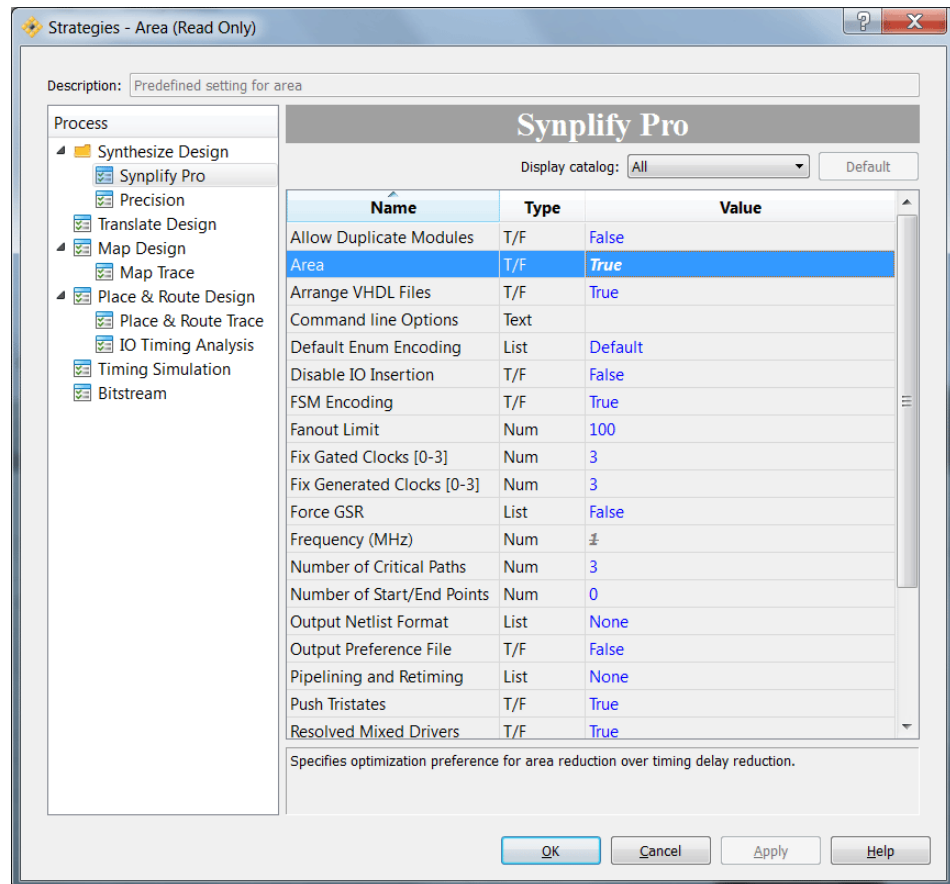 Strategies - Area (Read Only)
Description: Predefined setting for area
Process
Synthesize Design
Synplify Pro
Precision
Translate Design
Map Design
Map Trace
Place & Route Design
Place & Route Trace
IO Timing Analysis
Timing Simulation
Bitstream
Synplify Pro
Display catalog: All Default
Name Type Value
Allow Duplicate Modules T/F False
Area T/F True
Arrange VHDL Files T/F True
Command line Options Text
Default Enum Encoding List Default
Disable IO Insertion T/F False
FSM Encoding T/F True
Fanout Limit Num 100
Fix Gated Clocks [0-3] Num 3
Fix Generated Clocks [0-3] Num 3
Force GSR List False
Frequency (MHz) Num 1
Number of Critical Paths Num 3
Number of Start/End Points Num 0
Output Netlist Format List None
Output Preference File T/F False
Pipelining and Retiming List None
Push Tristates T/F True
Resolved Mixed Drivers T/F True
Specifies optimization preference for area reduction over timing delay reduction.
OK Cancel Apply Help